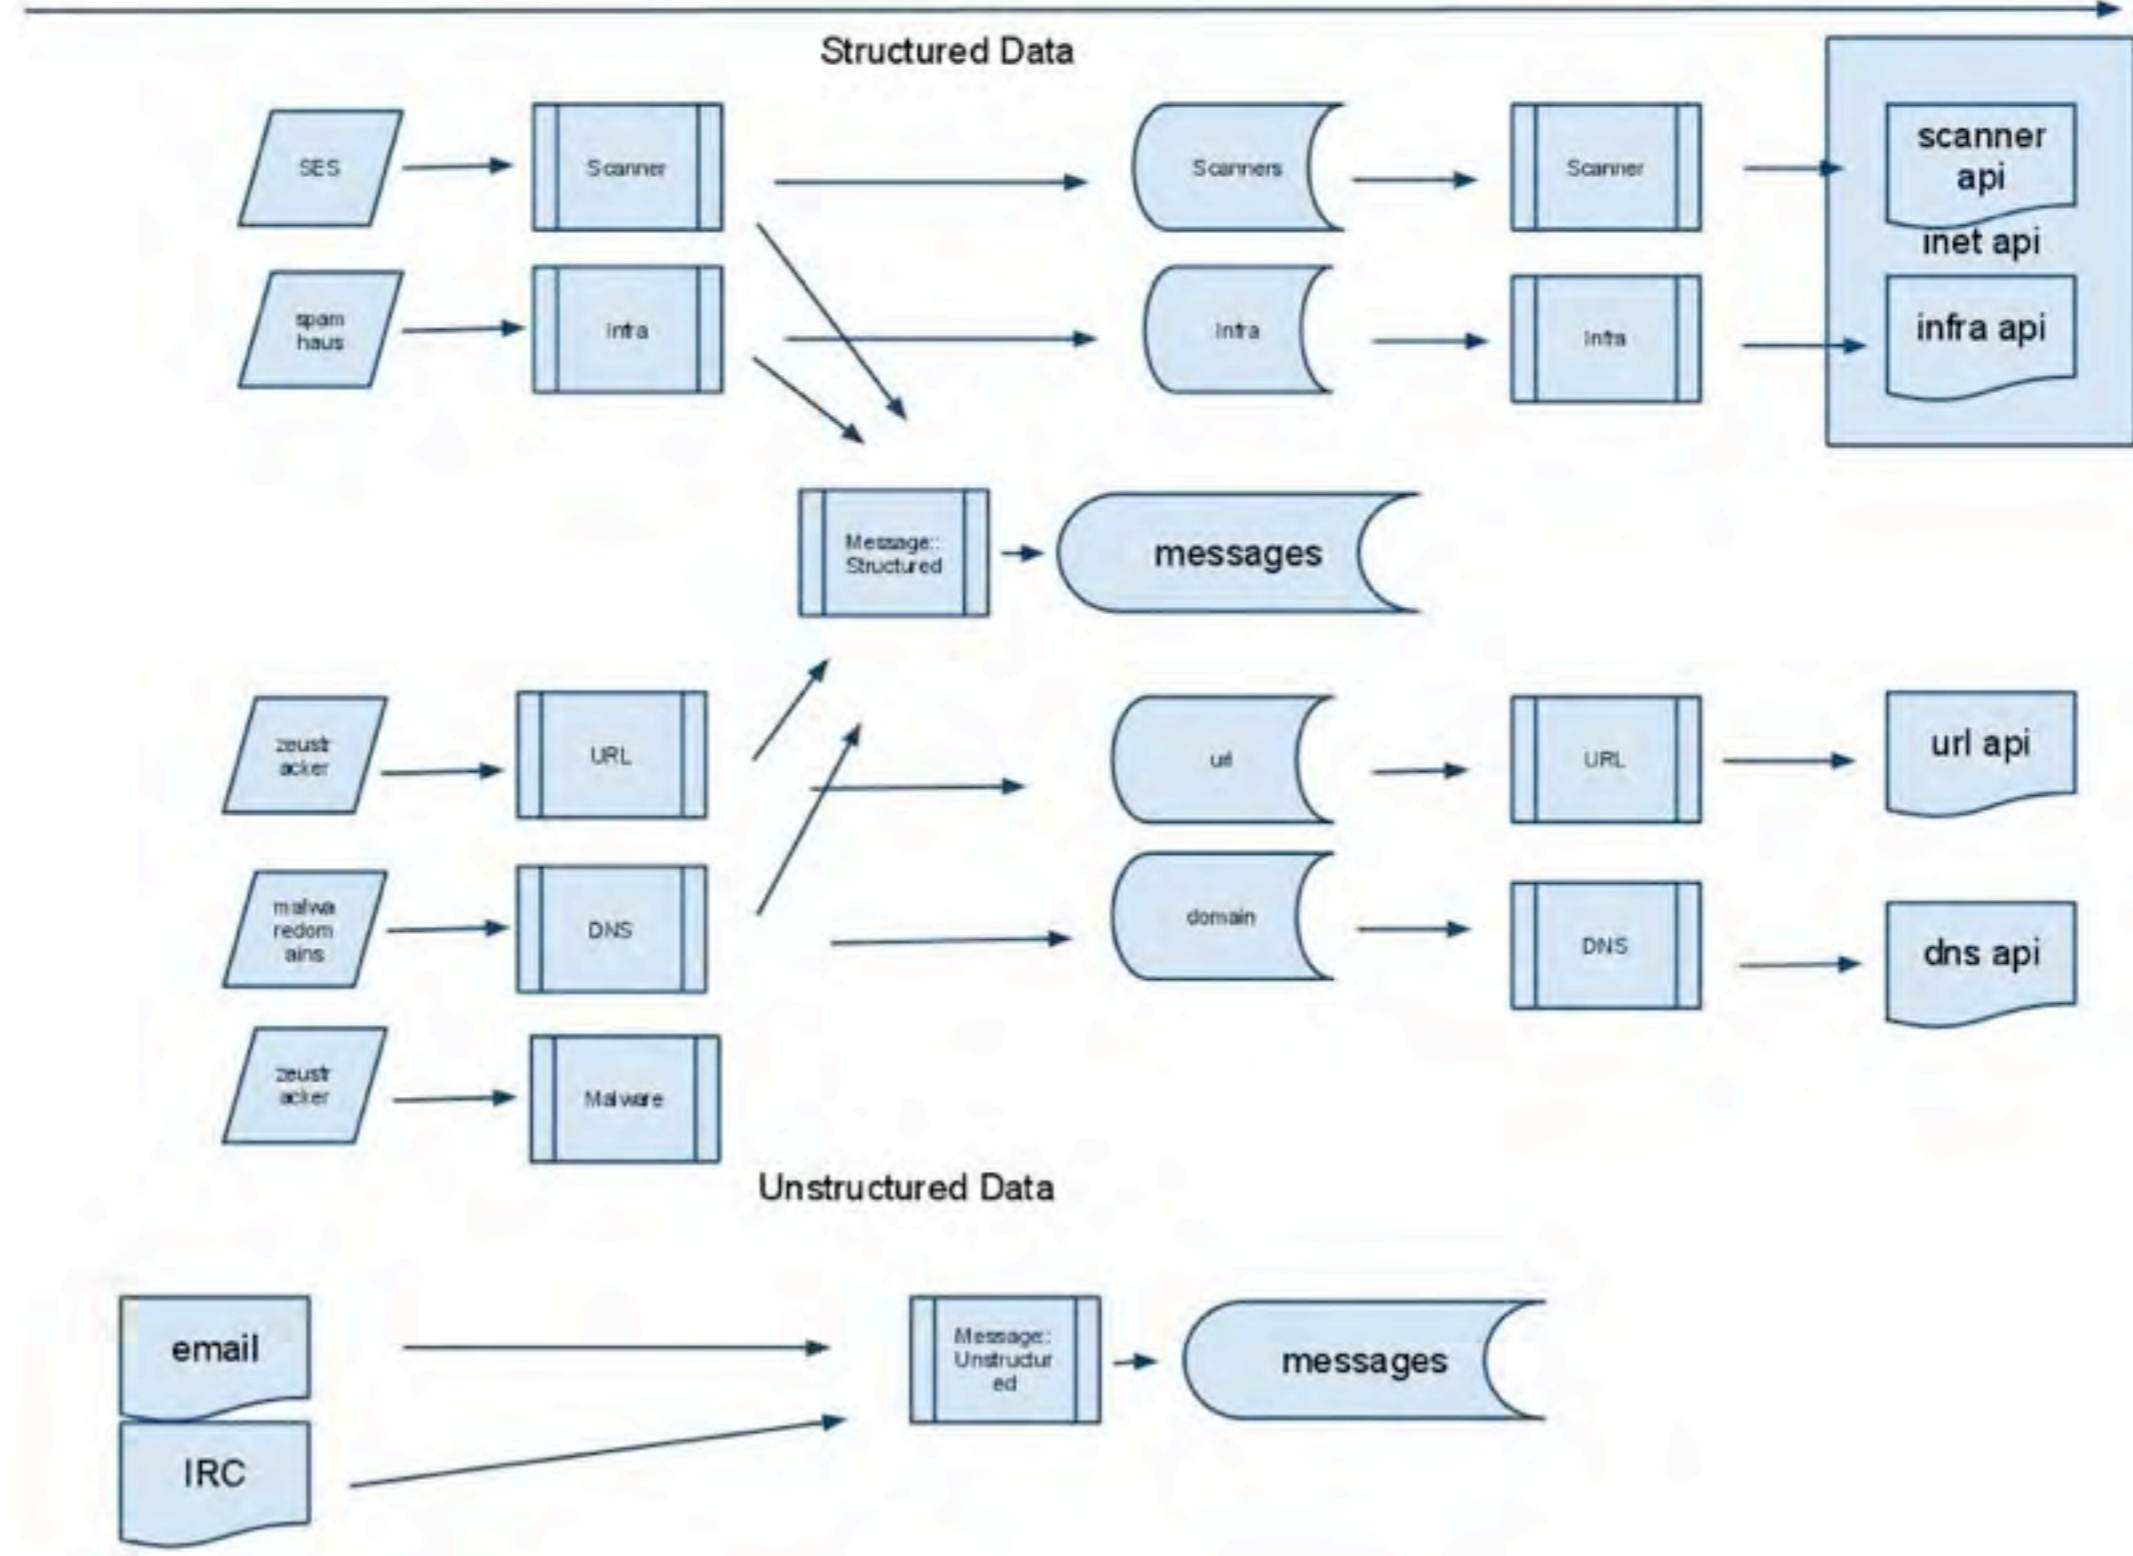 Structured Data
SES
Scanner
Scanners
Scanner
scanner
api
inet api
spam
haus
Infra
Infra
Infra
infra api
Message::
Structured
messages
zeustr
acker
URL
url
URL
url api
malwa
redom
ains
DNS
domain
DNS
dns api
zeustr
acker
Malware
Unstructured Data
email
Message::
Unstructur
ed
messages
IRC